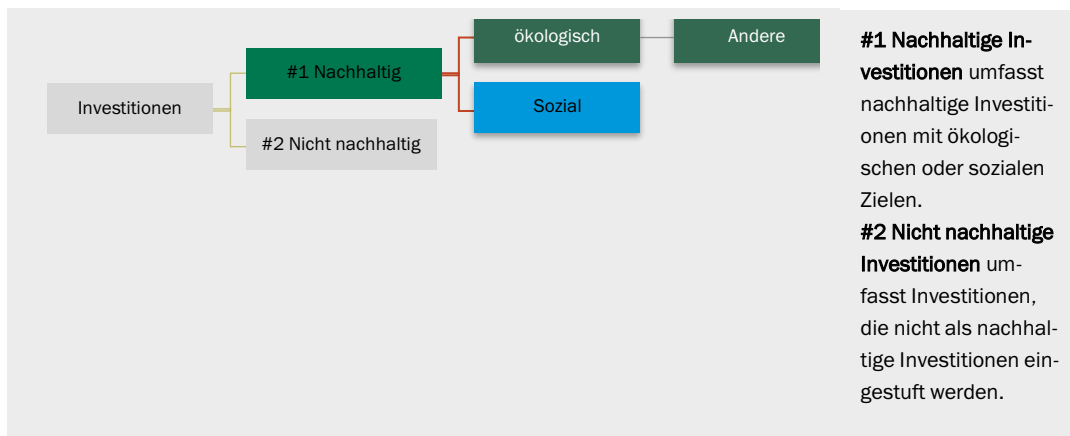 ökologisch
Andere
#1 Nachhaltig
Sozial
Investitionen
#2 Nicht nachhaltig
#1 Nachhaltige In-
vestitionen umfasst
nachhaltige Investiti-
onen mit ökologi-
schen oder sozialen
Zielen.
#2 Nicht nachhaltige
Investitionen um-
fasst Investitionen,
die nicht als nachhal-
tige Investitionen ein-
gestuft werden.